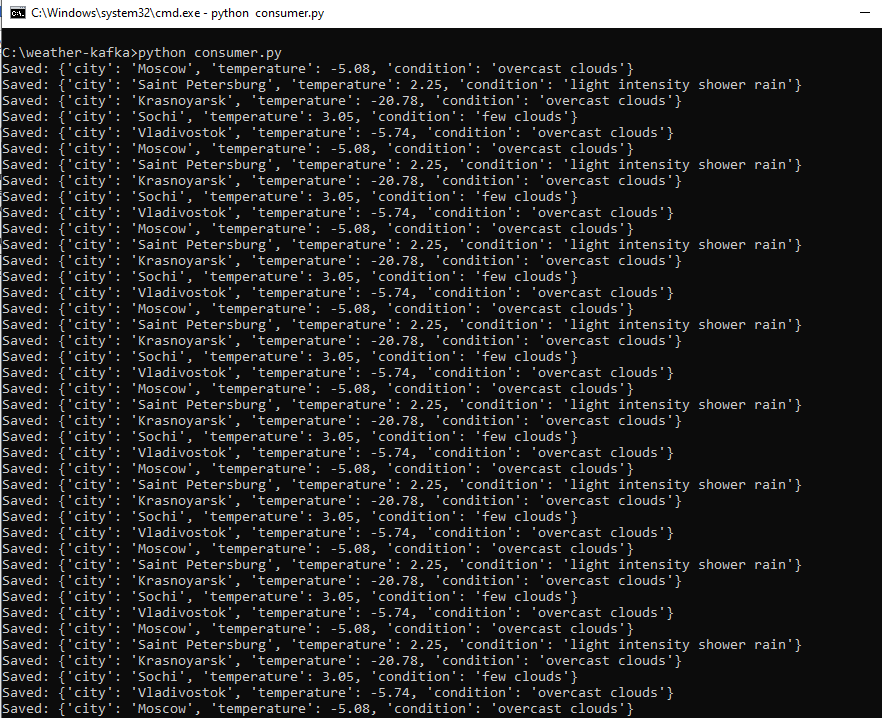 C:\Windows\system32\cmd.exe - python  consumer.py
C:\weather-kafka>python consumer.py
Saved: {'city': 'Moscow', 'temperature': -5.08, 'condition': 'overcast clouds'}
Saved: {'city': 'Saint Petersburg', 'temperature': 2.25, 'condition': 'light intensity shower rain'}
Saved: {'city': 'Krasnoyarsk', 'temperature': -20.78, 'condition': 'overcast clouds'}
Saved: {'city': 'Sochi', 'temperature': 3.05, 'condition': 'few clouds'}
Saved: {'city': 'Vladivostok', 'temperature': -5.74, 'condition': 'overcast clouds'}
Saved: {'city': 'Moscow', 'temperature': -5.08, 'condition': 'overcast clouds'}
Saved: {'city': 'Saint Petersburg', 'temperature': 2.25, 'condition': 'light intensity shower rain'}
Saved: {'city': 'Krasnoyarsk', 'temperature': -20.78, 'condition': 'overcast clouds'}
Saved: {'city': 'Sochi', 'temperature': 3.05, 'condition': 'few clouds'}
Saved: {'city': 'Vladivostok', 'temperature': -5.74, 'condition': 'overcast clouds'}
Saved: {'city': 'Moscow', 'temperature': -5.08, 'condition': 'overcast clouds'}
Saved: {'city': 'Saint Petersburg', 'temperature': 2.25, 'condition': 'light intensity shower rain'}
Saved: {'city': 'Krasnoyarsk', 'temperature': -20.78, 'condition': 'overcast clouds'}
Saved: {'city': 'Sochi', 'temperature': 3.05, 'condition': 'few clouds'}
Saved: {'city': 'Vladivostok', 'temperature': -5.74, 'condition': 'overcast clouds'}
Saved: {'city': 'Moscow', 'temperature': -5.08, 'condition': 'overcast clouds'}
Saved: {'city': 'Saint Petersburg', 'temperature': 2.25, 'condition': 'light intensity shower rain'}
Saved: {'city': 'Krasnoyarsk', 'temperature': -20.78, 'condition': 'overcast clouds'}
Saved: {'city': 'Sochi', 'temperature': 3.05, 'condition': 'few clouds'}
Saved: {'city': 'Vladivostok', 'temperature': -5.74, 'condition': 'overcast clouds'}
Saved: {'city': 'Moscow', 'temperature': -5.08, 'condition': 'overcast clouds'}
Saved: {'city': 'Saint Petersburg', 'temperature': 2.25, 'condition': 'light intensity shower rain'}
Saved: {'city': 'Krasnoyarsk', 'temperature': -20.78, 'condition': 'overcast clouds'}
Saved: {'city': 'Sochi', 'temperature': 3.05, 'condition': 'few clouds'}
Saved: {'city': 'Vladivostok', 'temperature': -5.74, 'condition': 'overcast clouds'}
Saved: {'city': 'Moscow', 'temperature': -5.08, 'condition': 'overcast clouds'}
Saved: {'city': 'Saint Petersburg', 'temperature': 2.25, 'condition': 'light intensity shower rain'}
Saved: {'city': 'Krasnoyarsk', 'temperature': -20.78, 'condition': 'overcast clouds'}
Saved: {'city': 'Sochi', 'temperature': 3.05, 'condition': 'few clouds'}
Saved: {'city': 'Vladivostok', 'temperature': -5.74, 'condition': 'overcast clouds'}
Saved: {'city': 'Moscow', 'temperature': -5.08, 'condition': 'overcast clouds'}
Saved: {'city': 'Saint Petersburg', 'temperature': 2.25, 'condition': 'light intensity shower rain'}
Saved: {'city': 'Krasnoyarsk', 'temperature': -20.78, 'condition': 'overcast clouds'}
Saved: {'city': 'Sochi', 'temperature': 3.05, 'condition': 'few clouds'}
Saved: {'city': 'Vladivostok', 'temperature': -5.74, 'condition': 'overcast clouds'}
Saved: {'city': 'Moscow', 'temperature': -5.08, 'condition': 'overcast clouds'}
Saved: {'city': 'Saint Petersburg', 'temperature': 2.25, 'condition': 'light intensity shower rain'}
Saved: {'city': 'Krasnoyarsk', 'temperature': -20.78, 'condition': 'overcast clouds'}
Saved: {'city': 'Sochi', 'temperature': 3.05, 'condition': 'few clouds'}
Saved: {'city': 'Vladivostok', 'temperature': -5.74, 'condition': 'overcast clouds'}
Saved: {'city': 'Moscow', 'temperature': -5.08, 'condition': 'overcast clouds'}